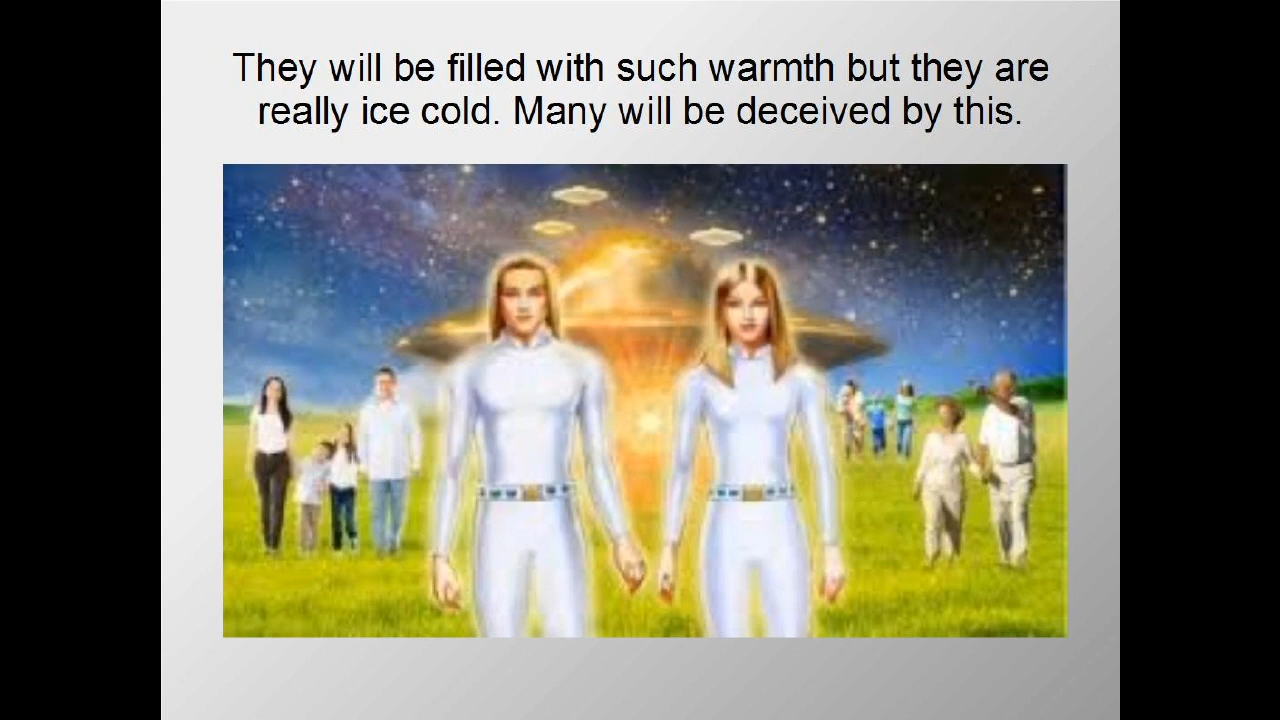 They will be filled with such warmth but they are
really ice cold. Many will be deceived by this.